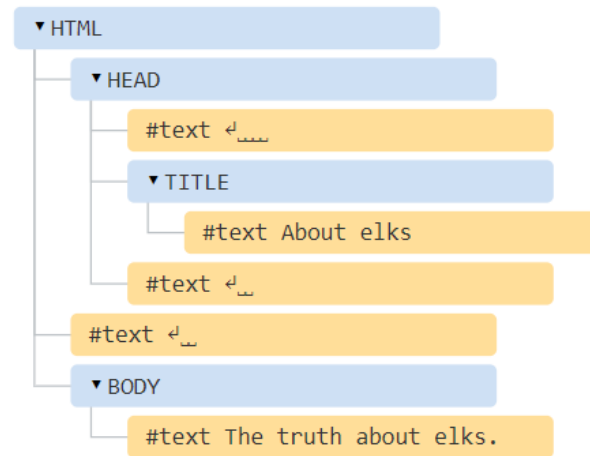 ▾ HTML
▾ HEAD
#text ↲␣␣␣␣
▾ TITLE
#text About elks
#text ↲␣␣
#text ↲␣␣
▾ BODY
#text The truth about elks.